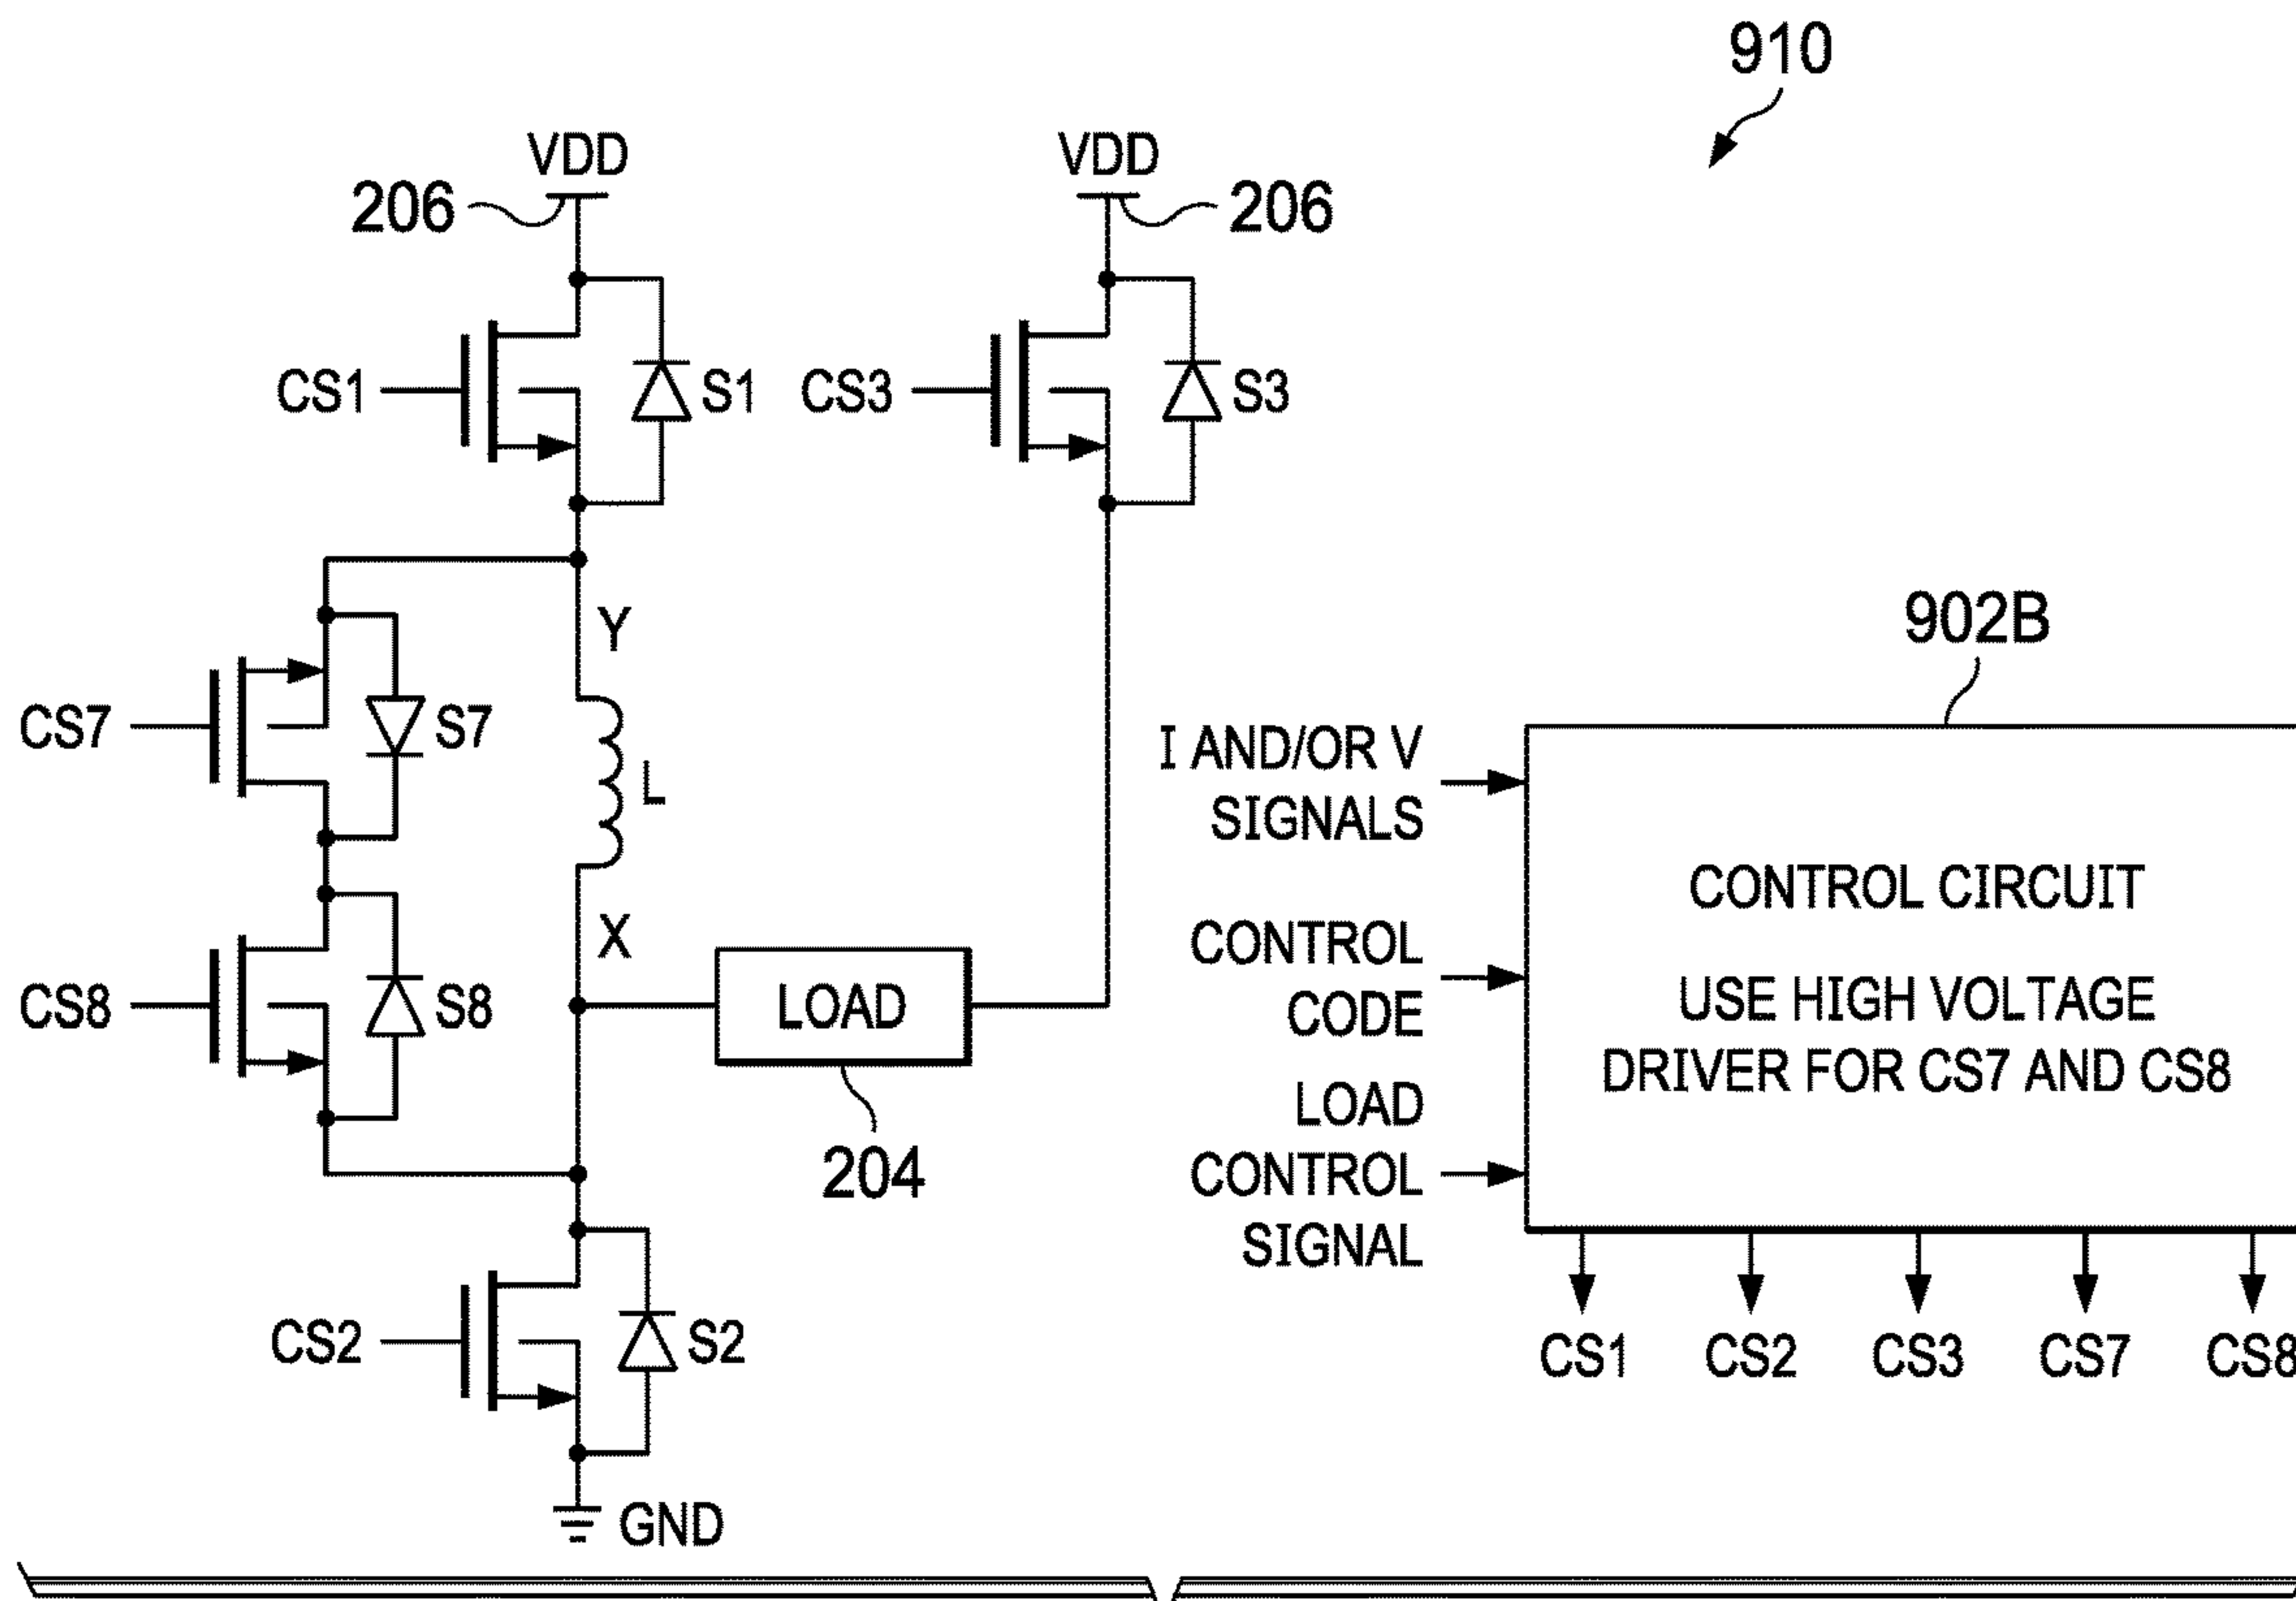 910
VDD
VDD
206
206
CS1
S1
CS3
S3
Y
902B
CS7
S7
L
I AND/OR V
SIGNALS
X
CONTROL
CODE
LOAD
CONTROL
SIGNAL
CONTROL CIRCUIT
USE HIGH VOLTAGE
DRIVER FOR CS7 AND CS8
CS8
S8
LOAD
204
CS2
S2
CS1
CS2
CS3
CS7
CS8
GND